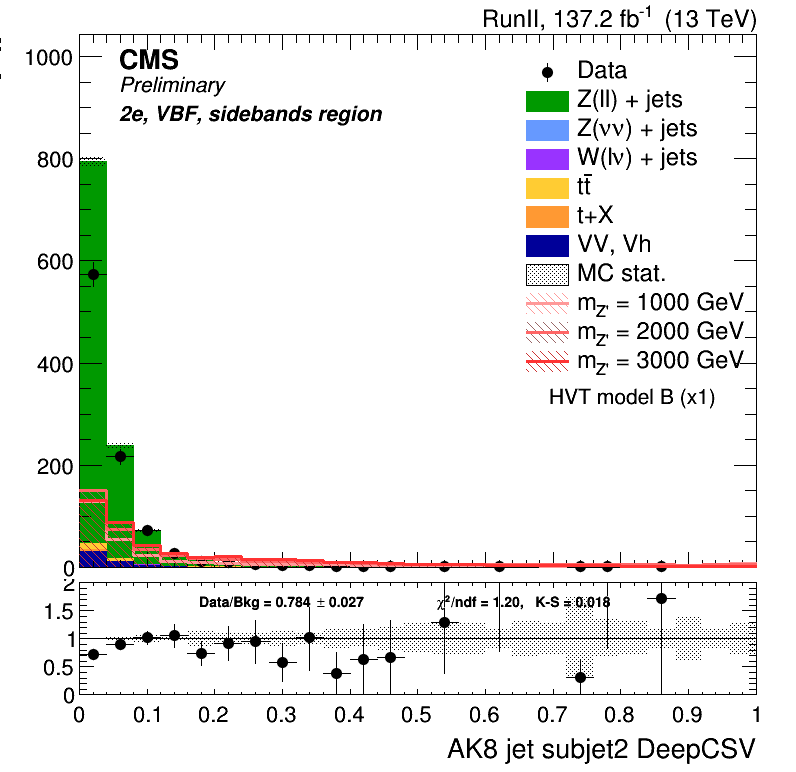 RunII, 137.2 fb⁻¹ (13 TeV)
CMS
Preliminary
2e, VBF, sidebands region
Data
Z(ll) + jets
Z(νν) + jets
W(lν) + jets
tt̄
t+X
VV, Vh
MC stat.
m_Z' = 1000 GeV
m_Z' = 2000 GeV
m_Z' = 3000 GeV
HVT model B (x1)
1000
800
600
400
200
0
2
1.5
1
0.5
0
Data/Bkg = 0.784 ± 0.027
χ²/ndf = 1.20, K-S = 0.018
0 0.1 0.2 0.3 0.4 0.5 0.6 0.7 0.8 0.9 1
AK8 jet subjet2 DeepCSV